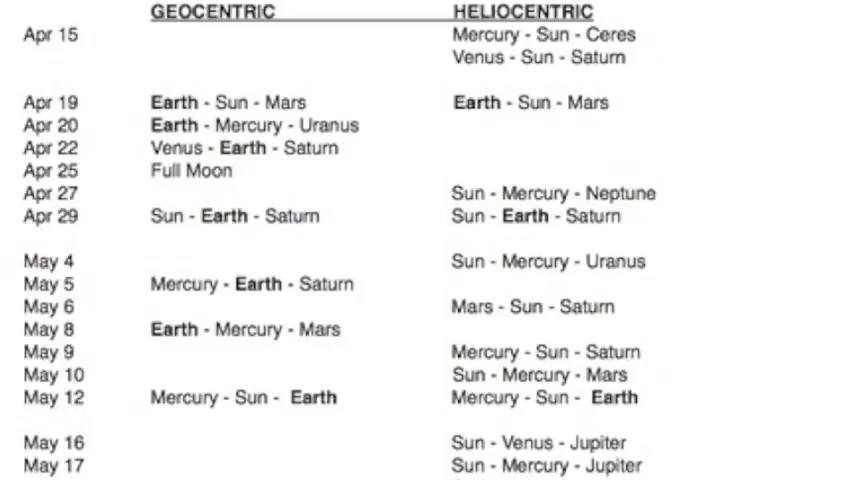 GEOCENTRIC HELIOCENTRIC
Apr 15 Mercury - Sun - Ceres
Venus - Sun - Saturn
Apr 19 Earth - Sun - Mars Earth - Sun - Mars
Apr 20 Earth - Mercury - Uranus
Apr 22 Venus - Earth - Saturn
Apr 25 Full Moon
Apr 27 Sun - Mercury - Neptune
Apr 29 Sun - Earth - Saturn Sun - Earth - Saturn
May 4 Sun - Mercury - Uranus
May 5 Mercury - Earth - Saturn
May 6 Mars - Sun - Saturn
May 8 Earth - Mercury - Mars
May 9 Mercury - Sun - Saturn
May 10 Sun - Mercury - Mars
May 12 Mercury - Sun - Earth Mercury - Sun - Earth
May 16 Sun - Venus - Jupiter
May 17 Sun - Mercury - Jupiter